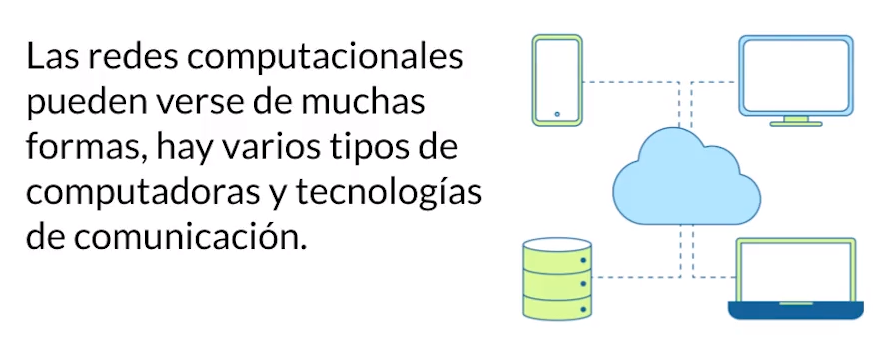 Las redes computacionales
pueden verse de muchas
formas, hay varios tipos de
computadoras y tecnologías
de comunicación.